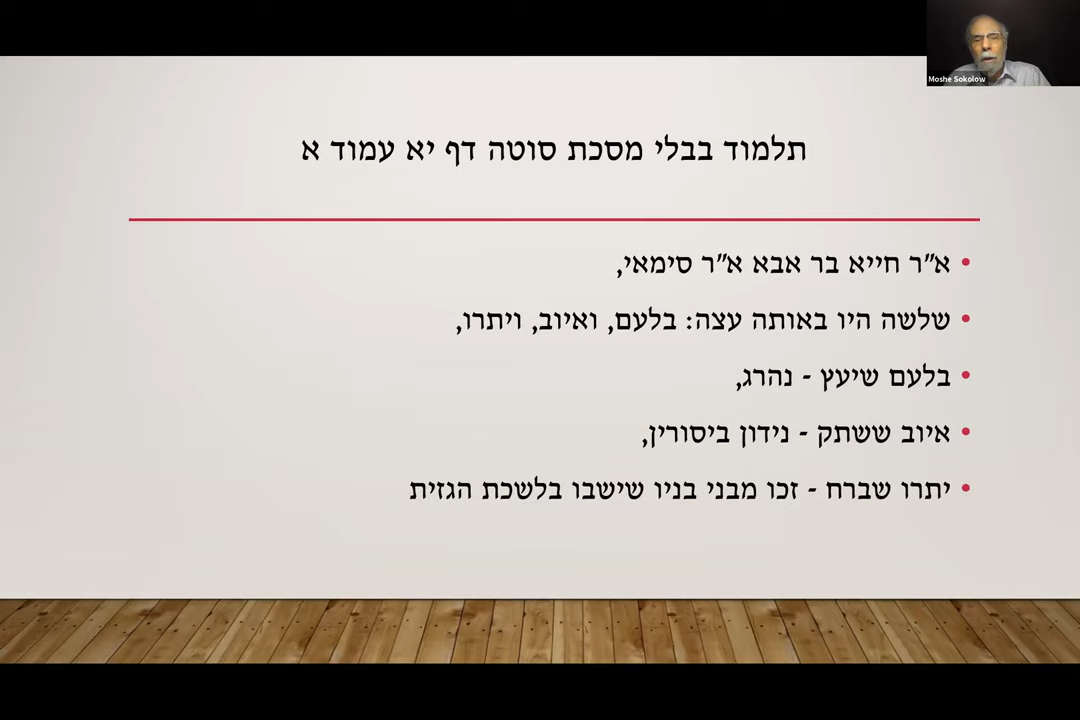 Moshe Sokolow
תלמוד בבלי מסכת סוטה דף יא עמוד א
• א"ר חייא בר אבא א"ר סימאי,
• שלשה היו באותה עצה: בלעם, ואיוב, ויתרו,
• בלעם שיעץ - נהרג,
• איוב ששתק - נידון ביסורין,
• יתרו שברח - זכו מבני בניו שישבו בלשכת הגזית